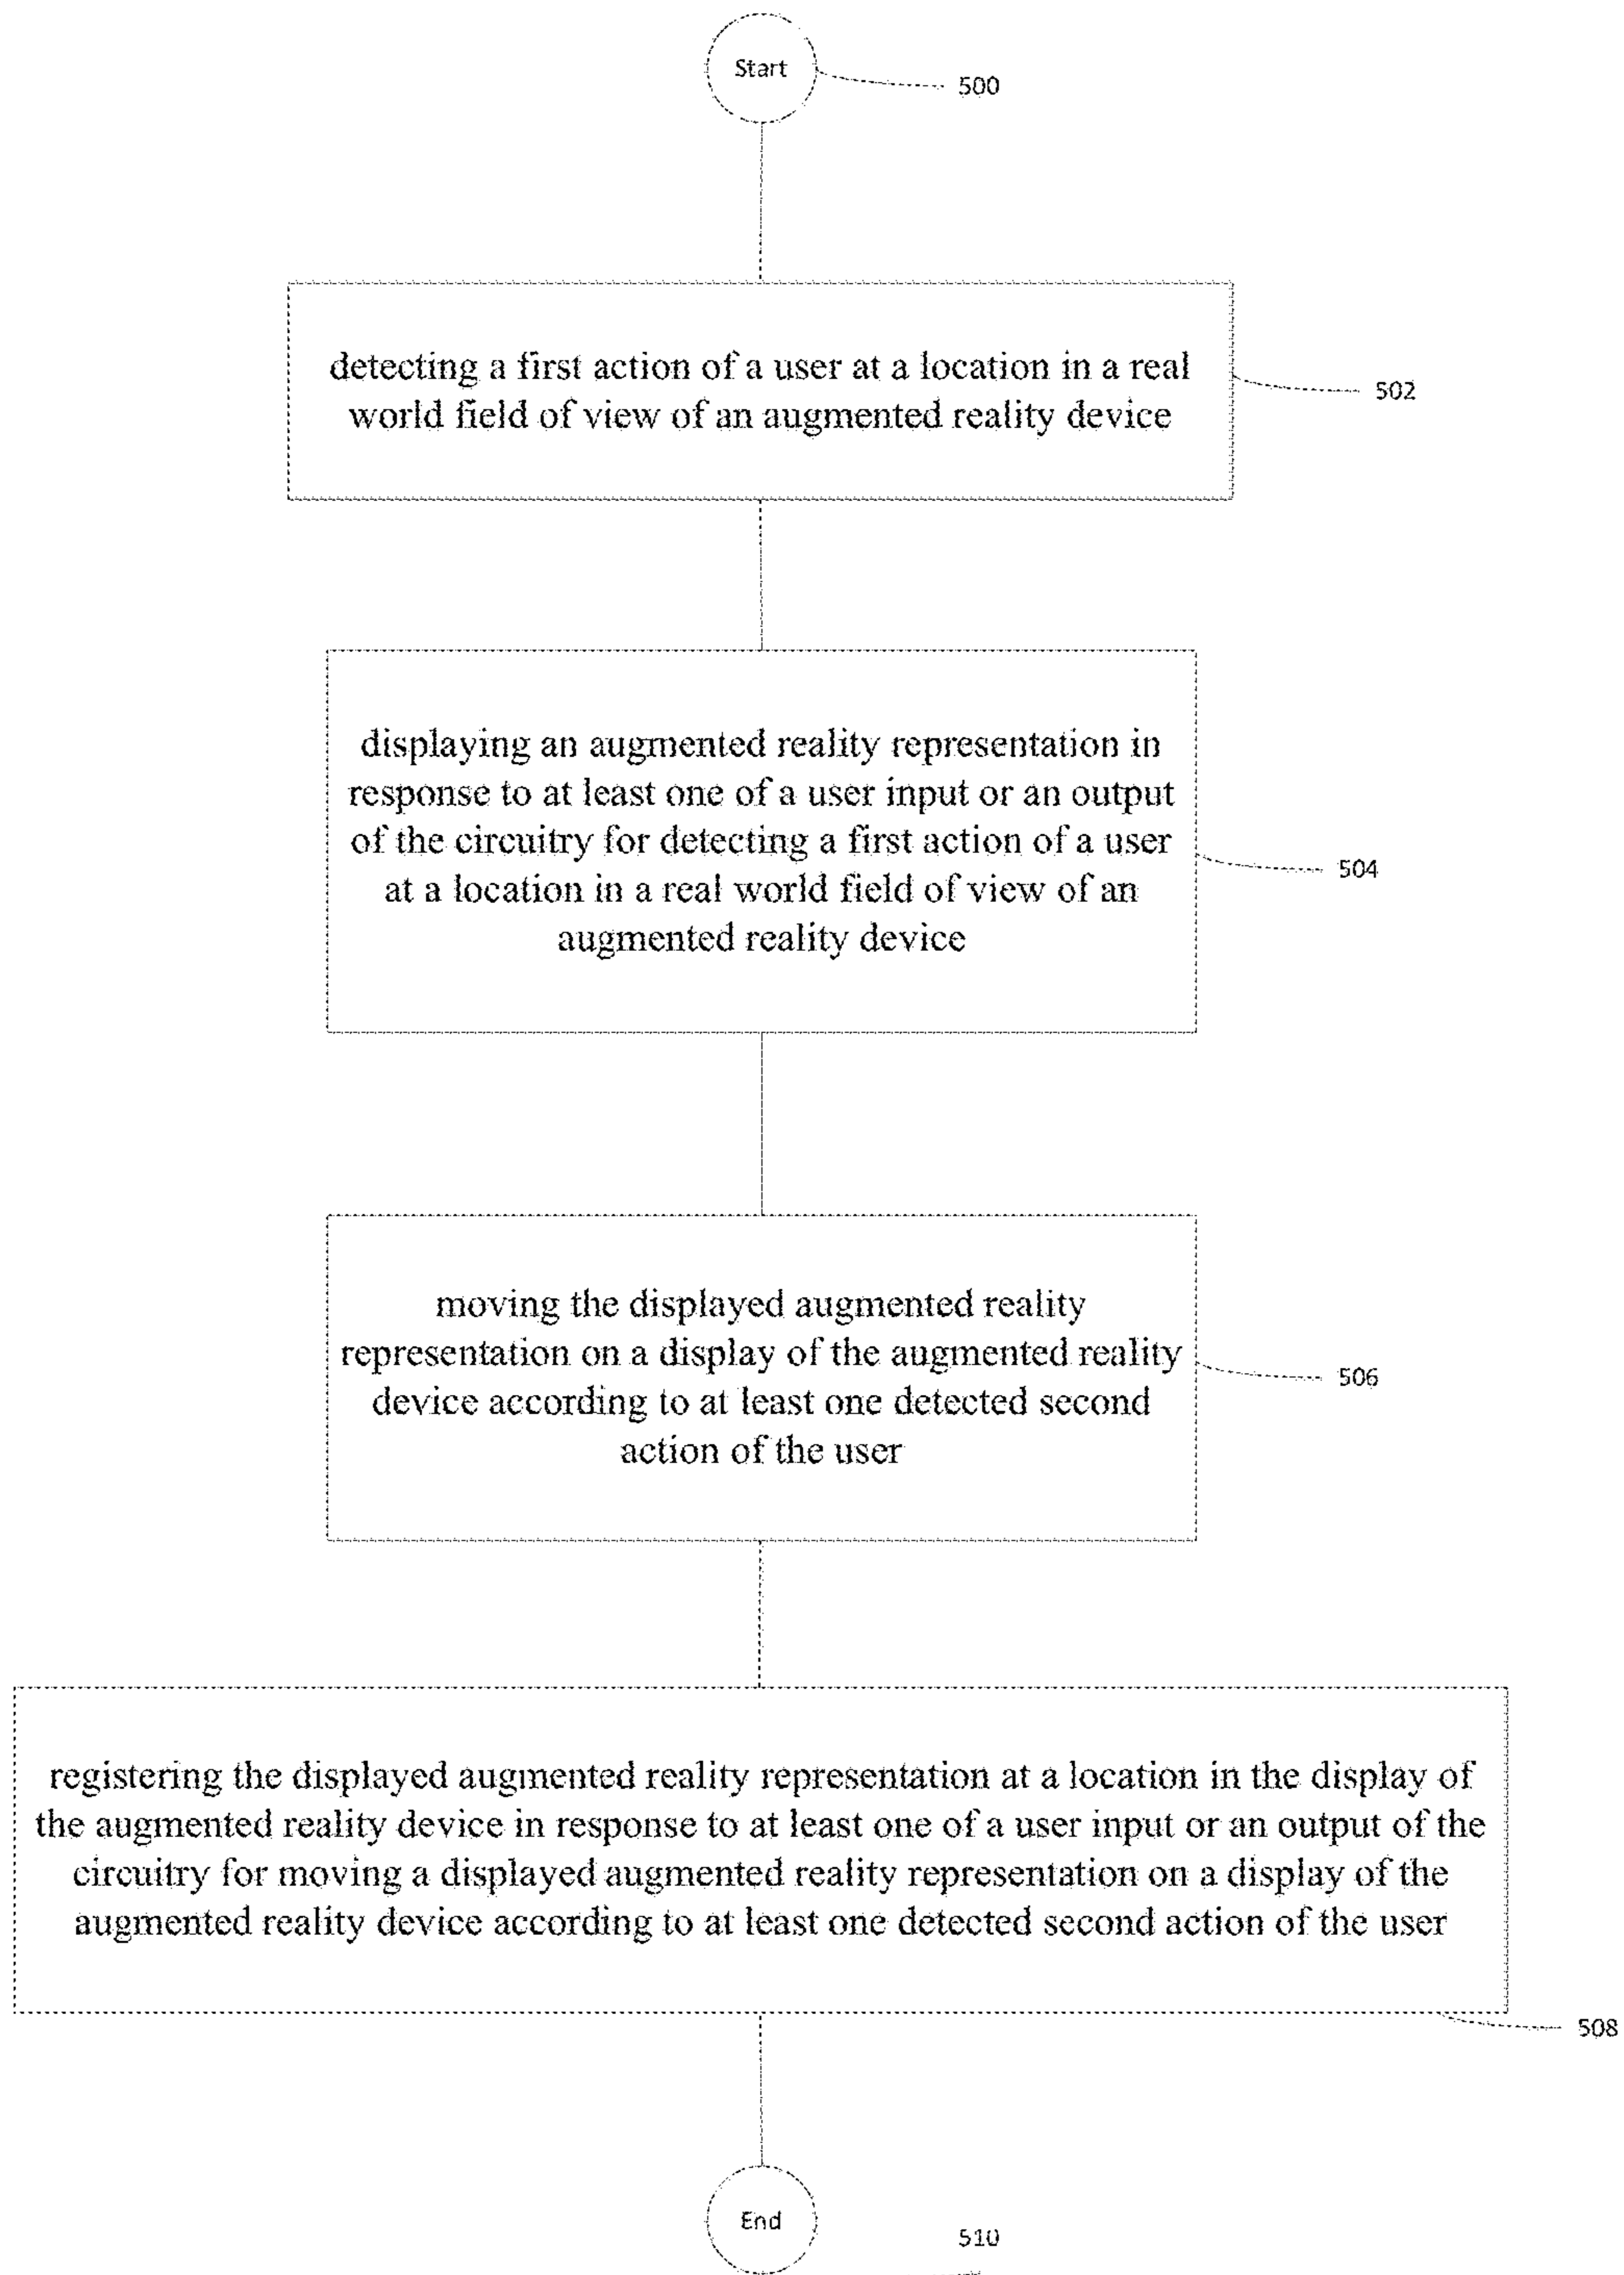 Start
500
detecting a first action of a user at a location in a real
world field of view of an augmented reality device
502
displaying an augmented reality representation in
response to at least one of a user input or an output
of the circuitry for detecting a first action of a user
at a location in a real world field of view of an
augmented reality device
504
moving the displayed augmented reality
representation on a display of the augmented reality
device according to at least one detected second
action of the user
506
registering the displayed augmented reality representation at a location in the display of
the augmented reality device in response to at least one of a user input or an output of the
circuitry for moving a displayed augmented reality representation on a display of the
augmented reality device according to at least one detected second action of the user
508
End
510